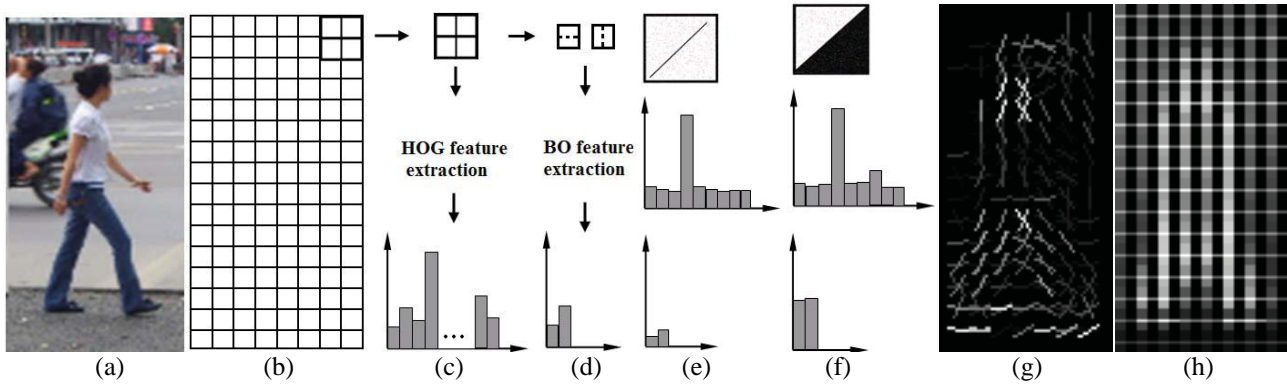 HOG feature
extraction
BO feature
extraction
...
(a) (b) (c) (d) (e) (f) (g) (h)